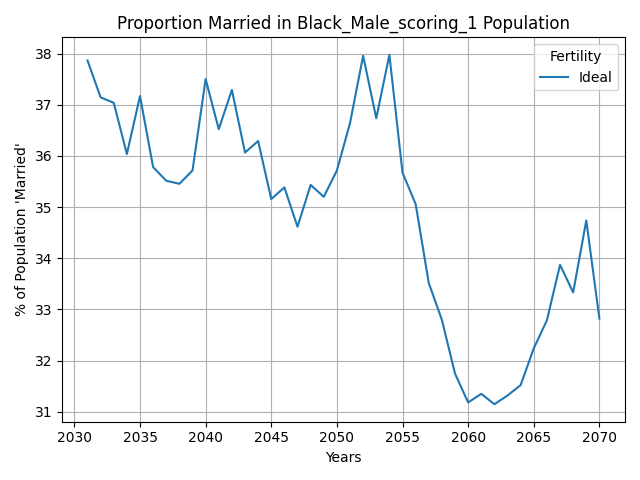 Proportion Married in Black_Male_scoring_1 Population
Fertility
Ideal
% of Population 'Married'
38
37
36
35
34
33
32
31
2030 2035 2040 2045 2050 2055 2060 2065 2070
Years